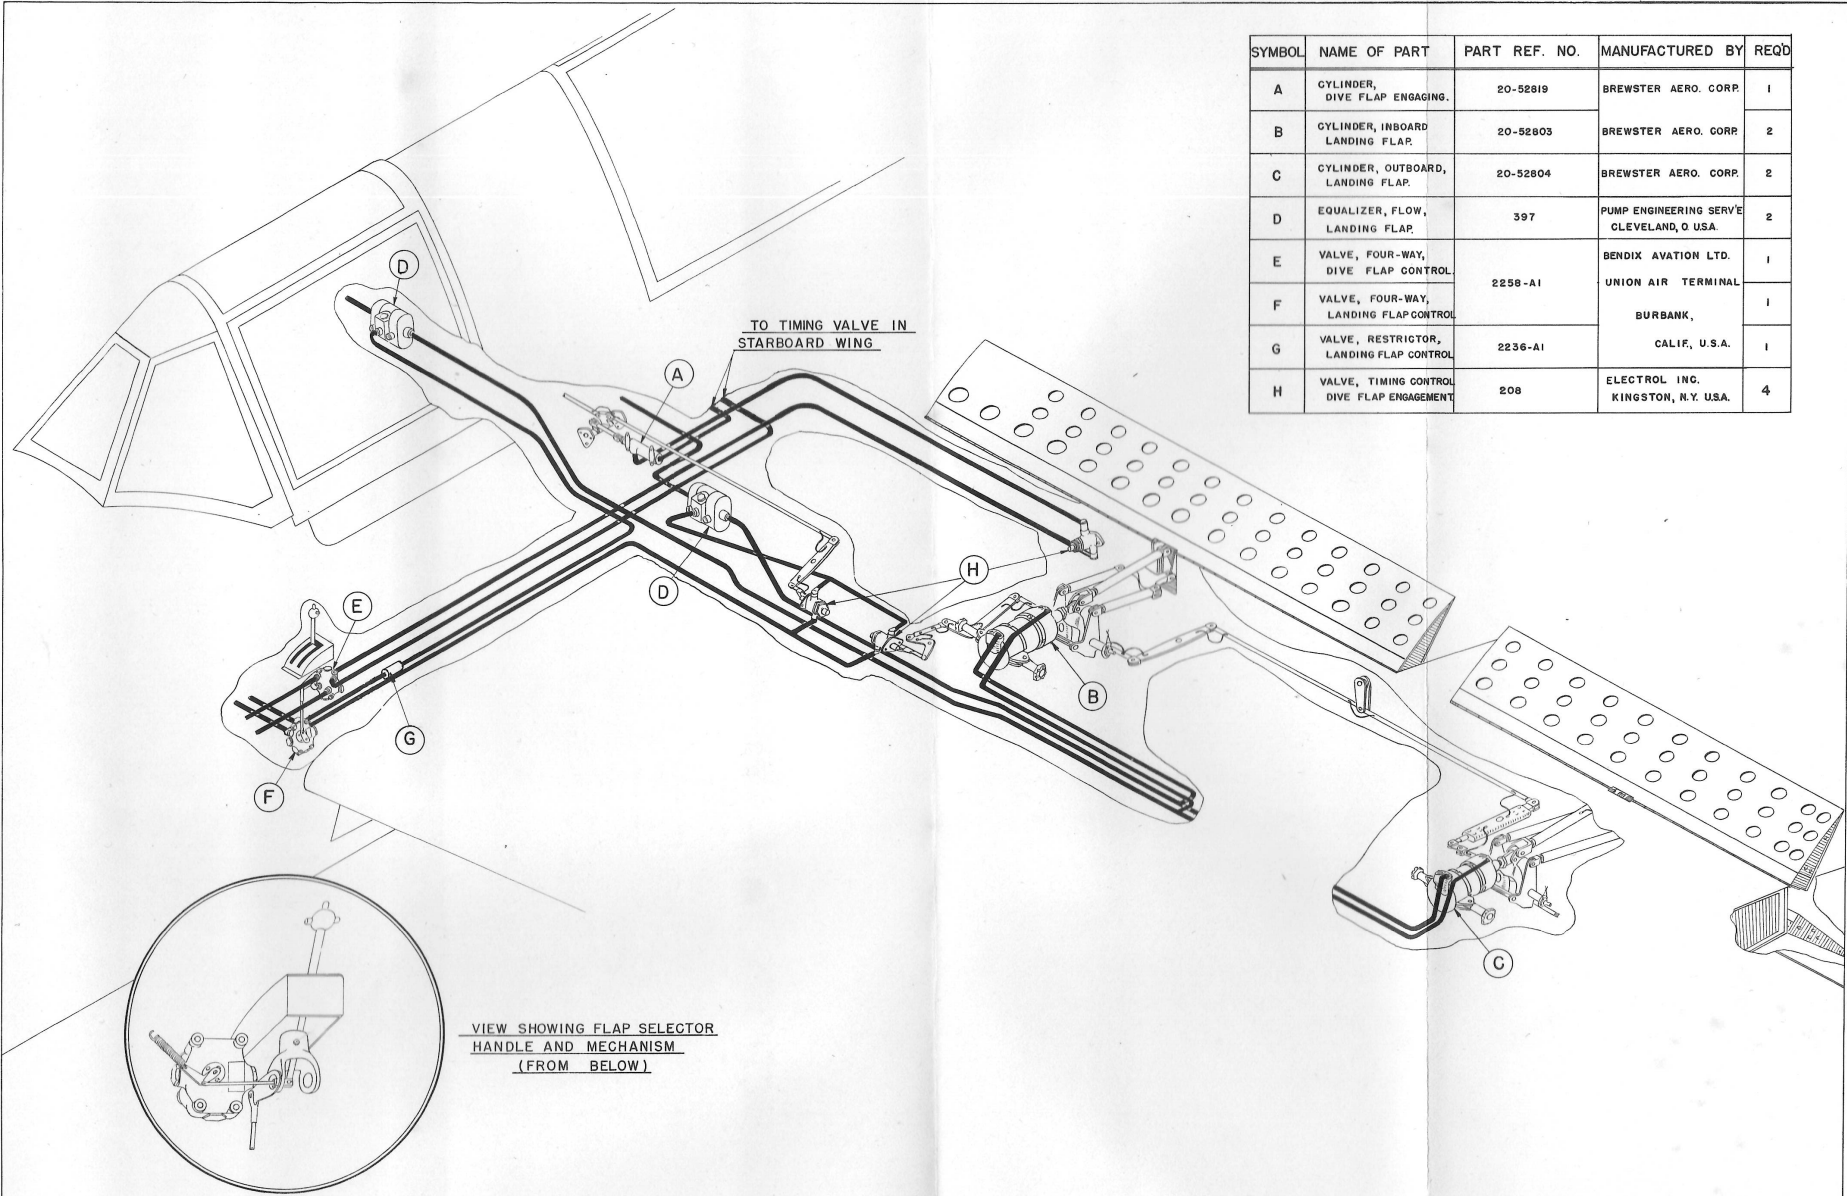 SYMBOL NAME OF PART PART REF. NO. MANUFACTURED BY REQ'D
A CYLINDER, DIVE FLAP ENGAGING. 20-52819 BREWSTER AERO. CORP. 1
B CYLINDER, INBOARD LANDING FLAP. 20-52803 BREWSTER AERO. CORP. 2
C CYLINDER, OUTBOARD, LANDING FLAP. 20-52804 BREWSTER AERO. CORP. 2
D EQUALIZER, FLOW, LANDING FLAP. 397 PUMP ENGINEERING SERV'E CLEVELAND, O. U.S.A. 2
E VALVE, FOUR-WAY, DIVE FLAP CONTROL. 2258-A1 BENDIX AVATION LTD. UNION AIR TERMINAL 1
F VALVE, FOUR-WAY, LANDING FLAP CONTROL BURBANK, 1
G VALVE, RESTRICTOR, LANDING FLAP CONTROL 2236-A1 CALIF., U.S.A. 1
H VALVE, TIMING CONTROL DIVE FLAP ENGAGEMENT 208 ELECTROL INC. KINGSTON, N.Y. U.S.A. 4
D
TO TIMING VALVE IN
STARBOARD WING
A
H
D
E
B
G
F
C
VIEW SHOWING FLAP SELECTOR
HANDLE AND MECHANISM
(FROM BELOW)